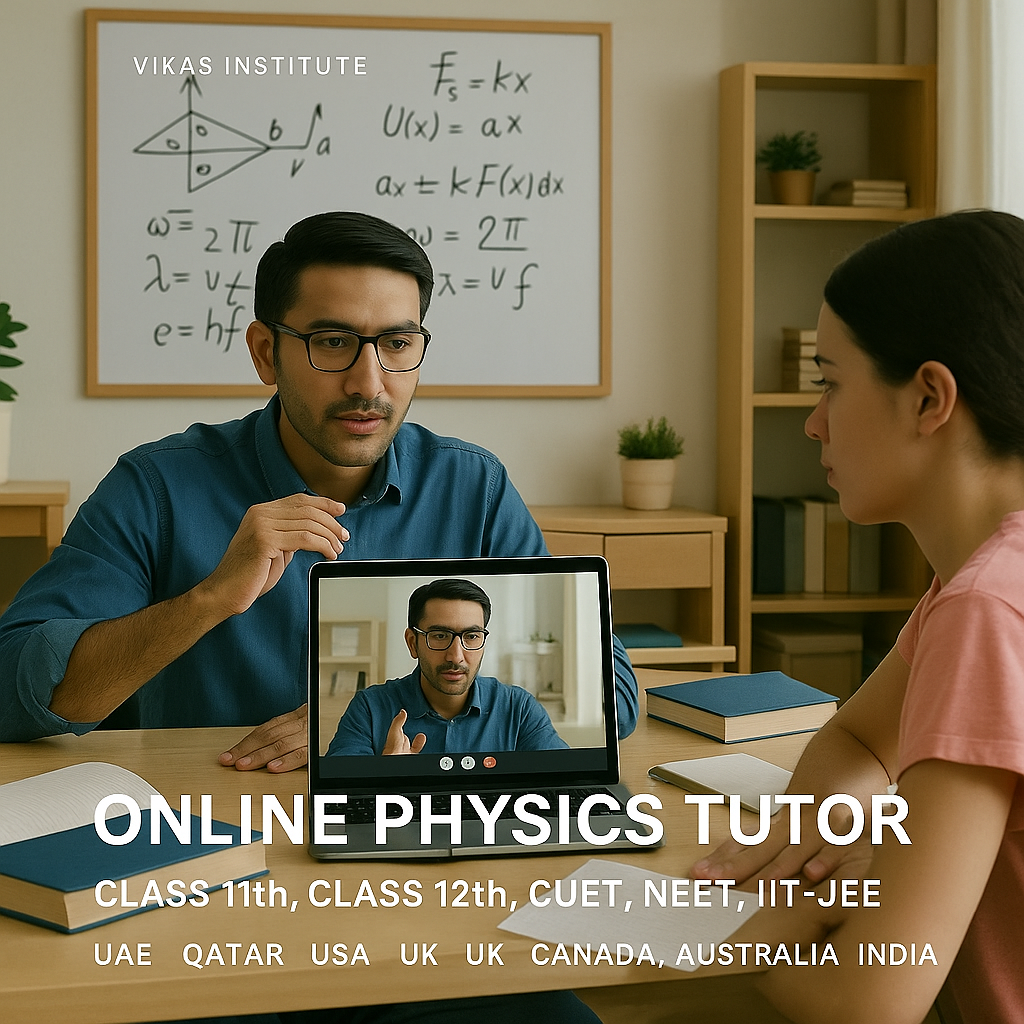 VIKAS INSTITUTE
F_s = kx
b
a
v
U(x) = ax
ax ± kF(x)dx
ω = 2π
ω = 2π
λ = vt
λ = vf
e = hf
ONLINE PHYSICS TUTOR
CLASS 11th, CLASS 12th, CUET, NEET, IIT-JEE
UAE QATAR USA UK UK CANADA, AUSTRALIA INDIA